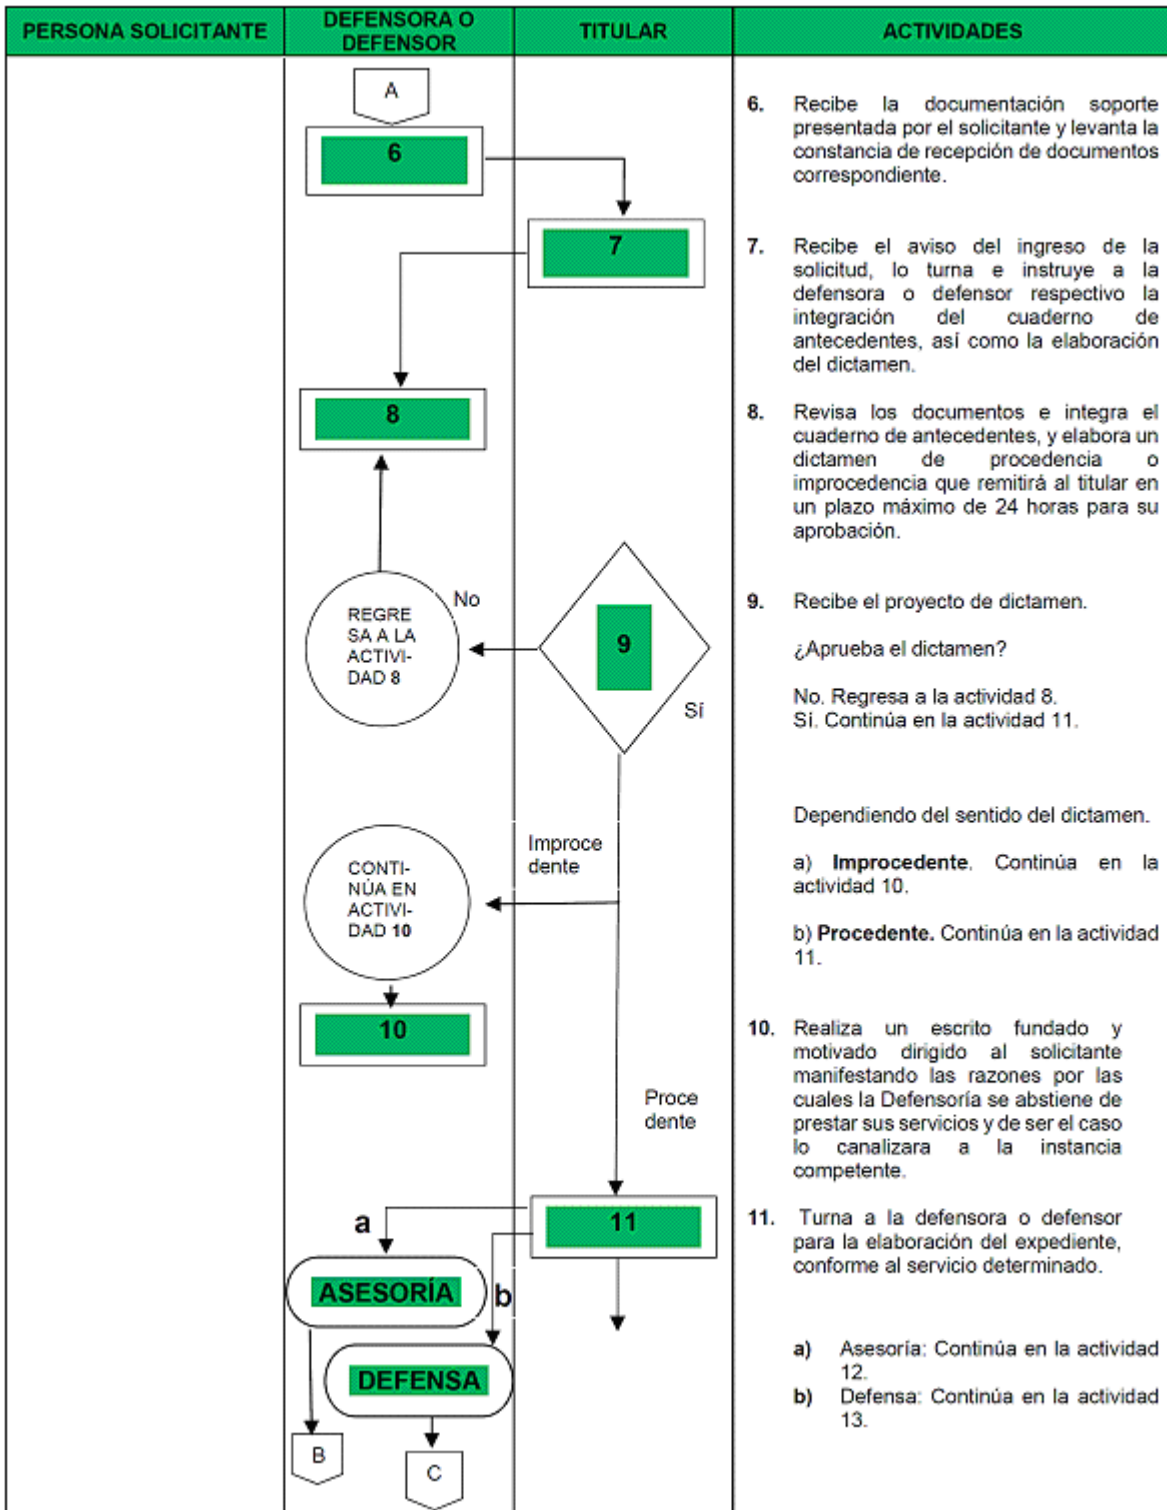 PERSONA SOLICITANTE
DEFENSORA O
DEFENSOR
TITULAR
ACTIVIDADES
A
6
7
8
REGRE
SA A LA
ACTIVI-
DAD 8
No
9
Sí
Improce
dente
CONTI-
NÚA EN
ACTIVI-
DAD 10
10
Proce
dente
11
a
ASESORÍA
b
DEFENSA
B
C
6. Recibe la documentación soporte
presentada por el solicitante y levanta la
constancia de recepción de documentos
correspondiente.
7. Recibe el aviso del ingreso de la
solicitud, lo turna e instruye a la
defensora o defensor respectivo la
integración del cuaderno de
antecedentes, así como la elaboración
del dictamen.
8. Revisa los documentos e integra el
cuaderno de antecedentes, y elabora un
dictamen de procedencia o
improcedencia que remitirá al titular en
un plazo máximo de 24 horas para su
aprobación.
9. Recibe el proyecto de dictamen.
¿Aprueba el dictamen?
No. Regresa a la actividad 8.
Sí. Continúa en la actividad 11.
Dependiendo del sentido del dictamen.
a) Improcedente. Continúa en la
actividad 10.
b) Procedente. Continúa en la actividad
11.
10. Realiza un escrito fundado y
motivado dirigido al solicitante
manifestando las razones por las
cuales la Defensoría se abstiene de
prestar sus servicios y de ser el caso
lo canalizara a la instancia
competente.
11. Turna a la defensora o defensor
para la elaboración del expediente,
conforme al servicio determinado.
a) Asesoría: Continúa en la actividad
12.
b) Defensa: Continúa en la actividad
13.